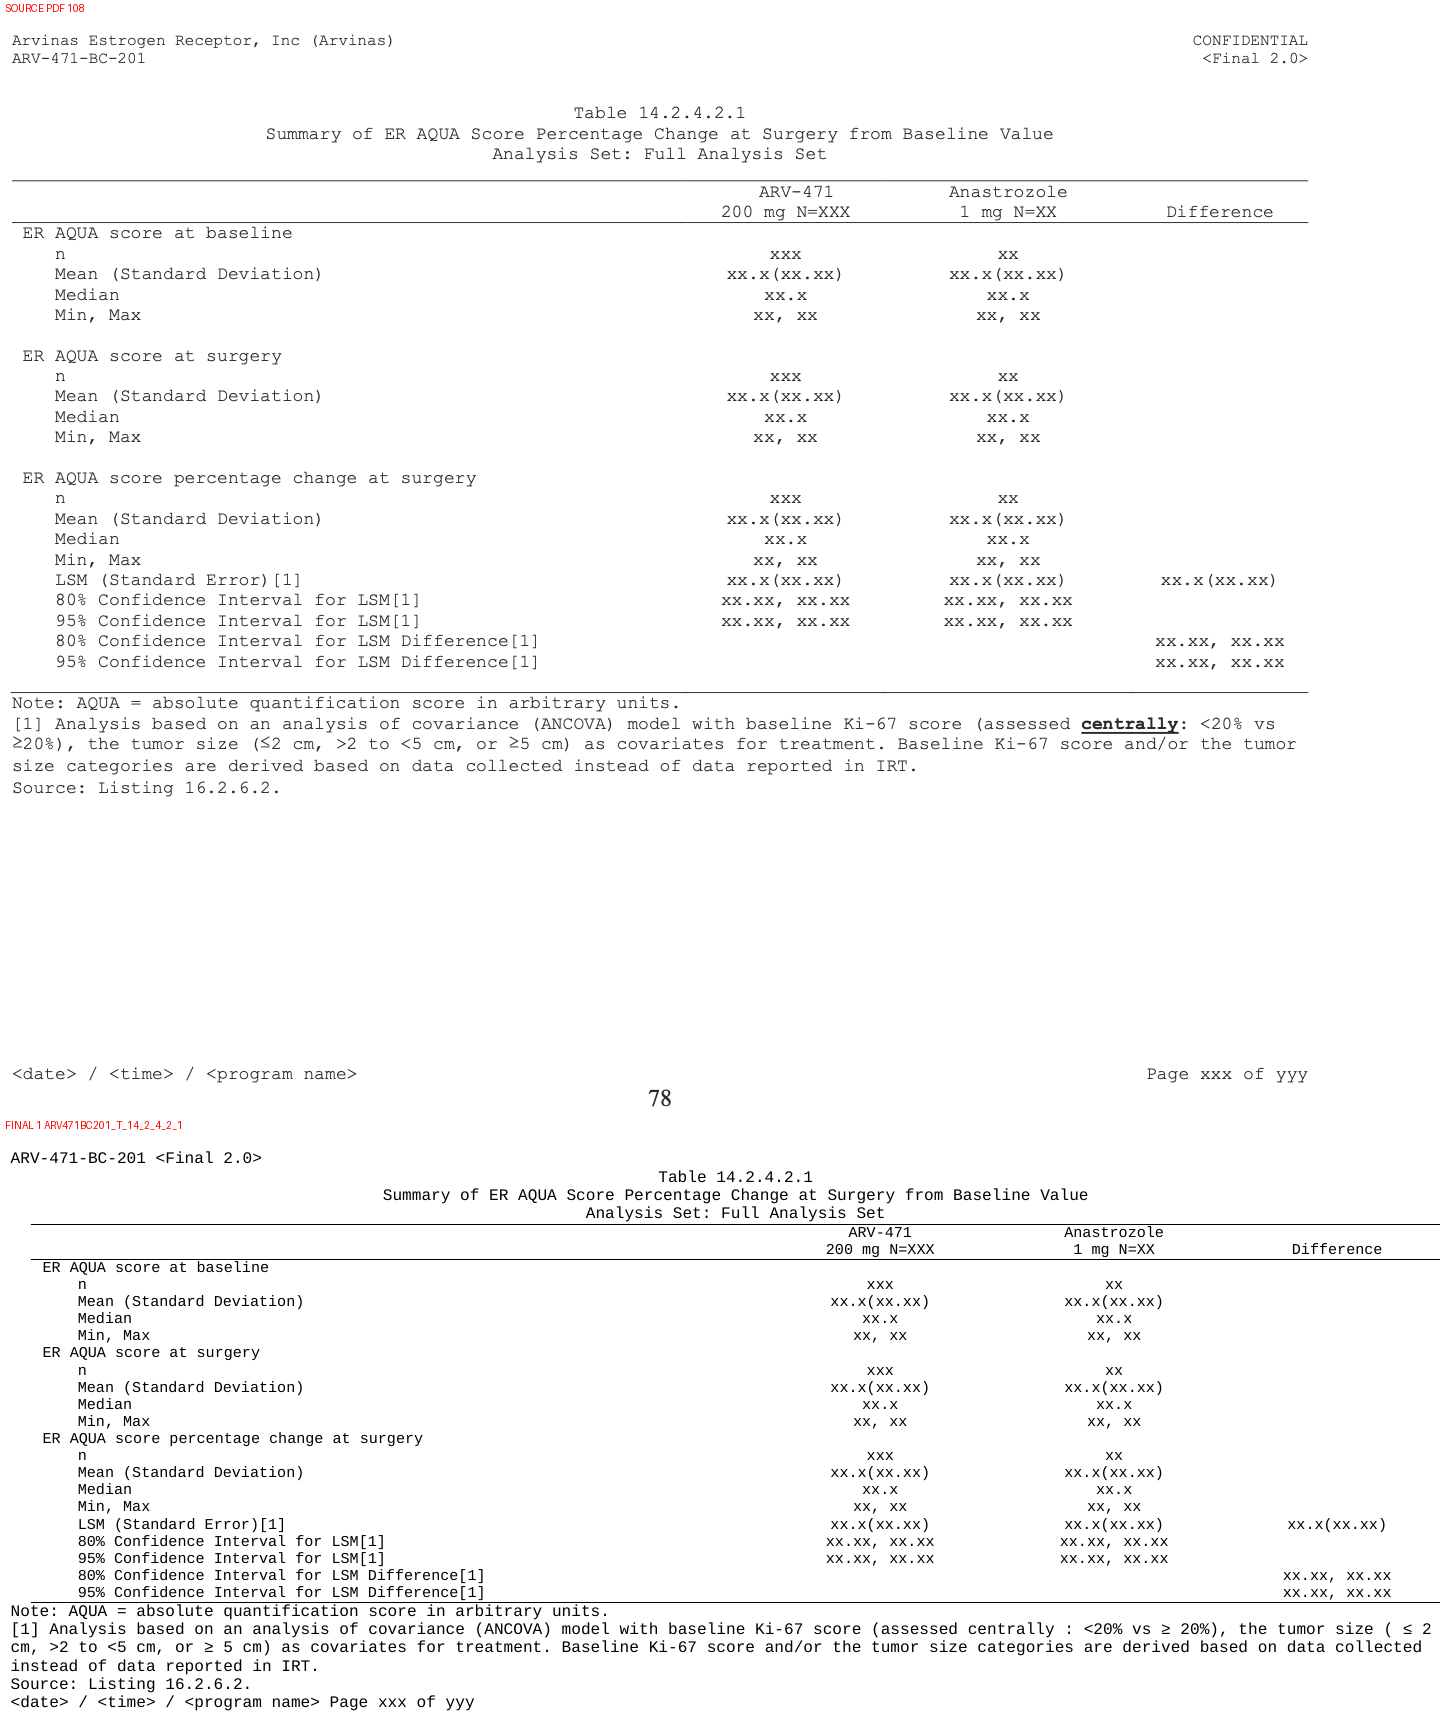 SOURCE PDF 108
Arvinas Estrogen Receptor, Inc (Arvinas) CONFIDENTIAL
ARV-471-BC-201 <Final 2.0>
Table 14.2.4.2.1
Summary of ER AQUA Score Percentage Change at Surgery from Baseline Value
Analysis Set: Full Analysis Set
ARV-471 Anastrozole
200 mg N=XXX 1 mg N=XX Difference
ER AQUA score at baseline
n xxx xx
Mean (Standard Deviation) xx.x(xx.xx) xx.x(xx.xx)
Median xx.x xx.x
Min, Max xx, xx xx, xx
ER AQUA score at surgery
n xxx xx
Mean (Standard Deviation) xx.x(xx.xx) xx.x(xx.xx)
Median xx.x xx.x
Min, Max xx, xx xx, xx
ER AQUA score percentage change at surgery
n xxx xx
Mean (Standard Deviation) xx.x(xx.xx) xx.x(xx.xx)
Median xx.x xx.x
Min, Max xx, xx xx, xx
LSM (Standard Error)[1] xx.x(xx.xx) xx.x(xx.xx) xx.x(xx.xx)
80% Confidence Interval for LSM[1] xx.xx, xx.xx xx.xx, xx.xx
95% Confidence Interval for LSM[1] xx.xx, xx.xx xx.xx, xx.xx
80% Confidence Interval for LSM Difference[1] xx.xx, xx.xx
95% Confidence Interval for LSM Difference[1] xx.xx, xx.xx
Note: AQUA = absolute quantification score in arbitrary units.
[1] Analysis based on an analysis of covariance (ANCOVA) model with baseline Ki-67 score (assessed centrally: <20% vs
≥20%), the tumor size (≤2 cm, >2 to <5 cm, or ≥5 cm) as covariates for treatment. Baseline Ki-67 score and/or the tumor
size categories are derived based on data collected instead of data reported in IRT.
Source: Listing 16.2.6.2.
<date> / <time> / <program name> Page xxx of yyy
78
FINAL 1 ARV471BC201_T_14_2_4_2_1
ARV-471-BC-201 <Final 2.0>
Table 14.2.4.2.1
Summary of ER AQUA Score Percentage Change at Surgery from Baseline Value
Analysis Set: Full Analysis Set
ARV-471 Anastrozole
200 mg N=XXX 1 mg N=XX Difference
ER AQUA score at baseline
n xxx xx
Mean (Standard Deviation) xx.x(xx.xx) xx.x(xx.xx)
Median xx.x xx.x
Min, Max xx, xx xx, xx
ER AQUA score at surgery
n xxx xx
Mean (Standard Deviation) xx.x(xx.xx) xx.x(xx.xx)
Median xx.x xx.x
Min, Max xx, xx xx, xx
ER AQUA score percentage change at surgery
n xxx xx
Mean (Standard Deviation) xx.x(xx.xx) xx.x(xx.xx)
Median xx.x xx.x
Min, Max xx, xx xx, xx
LSM (Standard Error)[1] xx.x(xx.xx) xx.x(xx.xx) xx.x(xx.xx)
80% Confidence Interval for LSM[1] xx.xx, xx.xx xx.xx, xx.xx
95% Confidence Interval for LSM[1] xx.xx, xx.xx xx.xx, xx.xx
80% Confidence Interval for LSM Difference[1] xx.xx, xx.xx
95% Confidence Interval for LSM Difference[1] xx.xx, xx.xx
Note: AQUA = absolute quantification score in arbitrary units.
[1] Analysis based on an analysis of covariance (ANCOVA) model with baseline Ki-67 score (assessed centrally : <20% vs ≥ 20%), the tumor size ( ≤ 2
cm, >2 to <5 cm, or ≥ 5 cm) as covariates for treatment. Baseline Ki-67 score and/or the tumor size categories are derived based on data collected
instead of data reported in IRT.
Source: Listing 16.2.6.2.
<date> / <time> / <program name> Page xxx of yyy